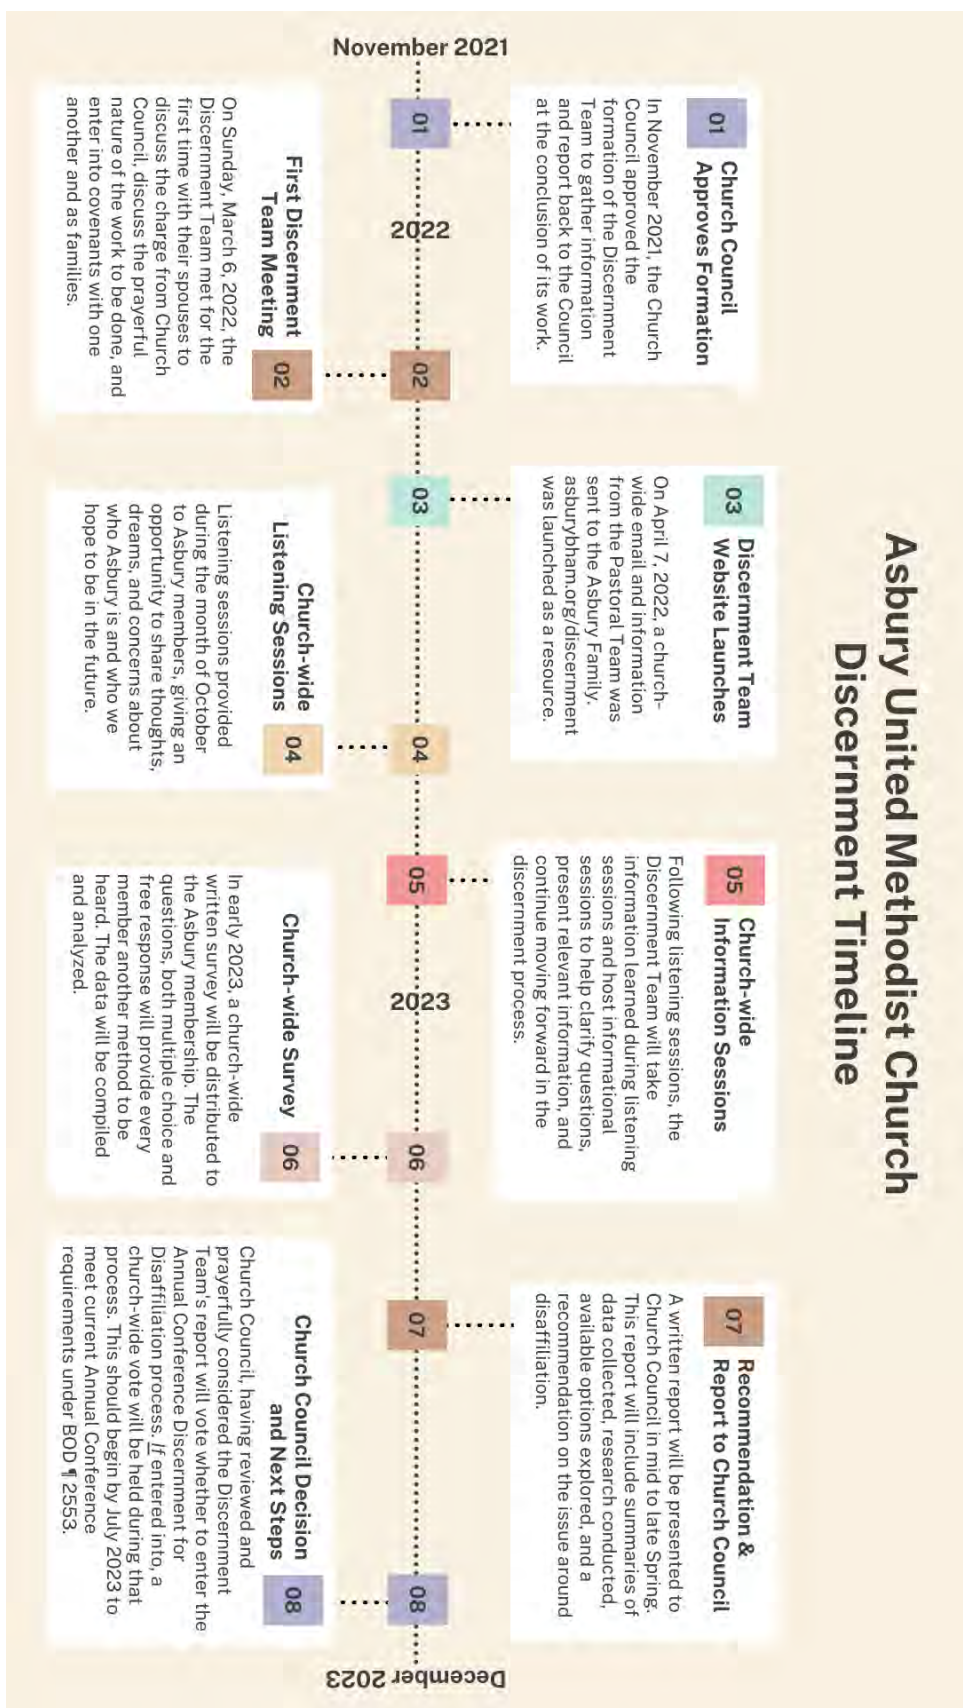 Asbury United Methodist Church
Discernment Timeline
01
Church Council
Approves Formation
In November 2021, the Church
Council approved the
formation of the Discernment
Team to gather information
and report back to the Council
at the conclusion of its work.
03
Discernment Team
Website Launches
On April 7, 2022, a church-
wide email and information
from the Pastoral Team was
sent to the Asbury Family.
asburybham.org/discernment
was launched as a resource.
05
Church-wide
Information Sessions
Following listening sessions, the
Discernment Team will take
information learned during listening
sessions and host informational
sessions to help clarify questions,
present relevant information, and
continue moving forward in the
discernment process.
07
Recommendation &
Report to Church Council
A written report will be presented to
Church Council in mid to late Spring.
This report will include summaries of
data collected, research conducted,
available options explored, and a
recommendation on the issue around
disaffiliation.
November 2021
01
2022
02
03
04
05
2023
06
07
08
December 2023
First Discernment
Team Meeting
02
On Sunday, March 6, 2022, the
Discernment Team met for the
first time with their spouses to
discuss the charge from Church
Council, discuss the prayerful
nature of the work to be done, and
enter into covenants with one
another and as families.
Church-wide
Listening Sessions
04
Listening sessions provided
during the month of October
to Asbury members, giving an
opportunity to share thoughts,
dreams, and concerns about
who Asbury is and who we
hope to be in the future.
Church-wide Survey
06
In early 2023, a church-wide
written survey will be distributed to
the Asbury membership. The
questions, both multiple choice and
free response will provide every
member another method to be
heard. The data will be compiled
and analyzed.
Church Council Decision
and Next Steps
08
Church Council, having reviewed and
prayerfully considered the Discernment
Team's report will vote whether to enter the
Annual Conference Discernment for
Disaffiliation process. If entered into, a
church-wide vote will be held during that
process. This should begin by July 2023 to
meet current Annual Conference
requirements under BOD ¶ 2553.